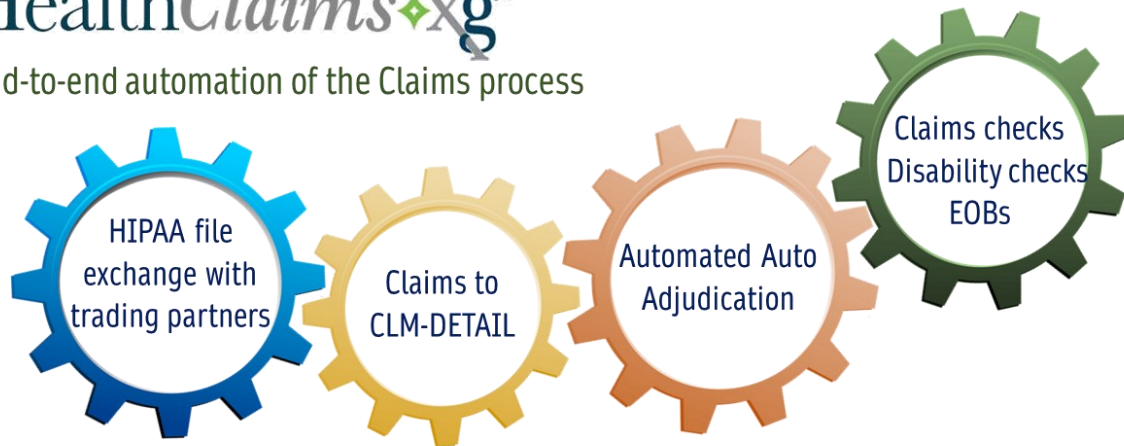 HealthClaims xg
d-to-end automation of the Claims process
HIPAA file
exchange with
trading partners
Claims to
CLM-DETAIL
Automated Auto
Adjudication
Claims checks
Disability checks
EOBs